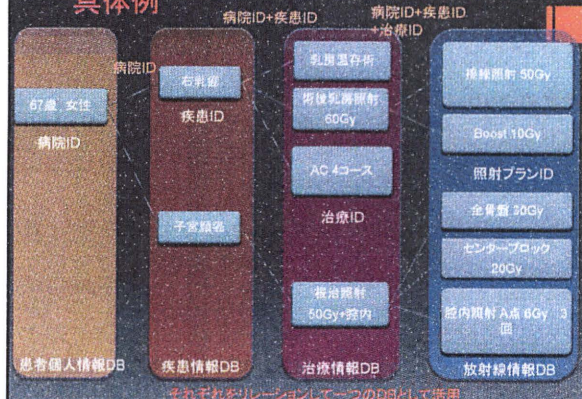 具体例
病院ID+疾患ID
病院ID+疾患ID
+治療ID
病院ID
67歳, 女性
病院ID
患者個人情報DB
右乳癌
疾患ID
子宮頸癌
疾患情報DB
乳房温存術
術後乳房照射
60Gy
AC 4コース
治療ID
根治照射
50Gy+腔内
治療情報DB
接線照射 50Gy
Boost 10Gy
照射プランID
全骨盤 30Gy
センターブロック
20Gy
腔内照射 A点 6Gy 3
回
放射線情報DB
それぞれをリレーションして一つのDBとして活用